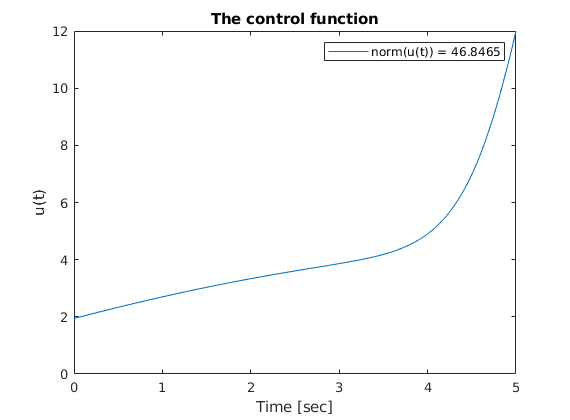 The control function
norm(u(t)) = 46.8465
12
10
8
6
4
2
0
u(t)
0 1 2 3 4 5
Time [sec]